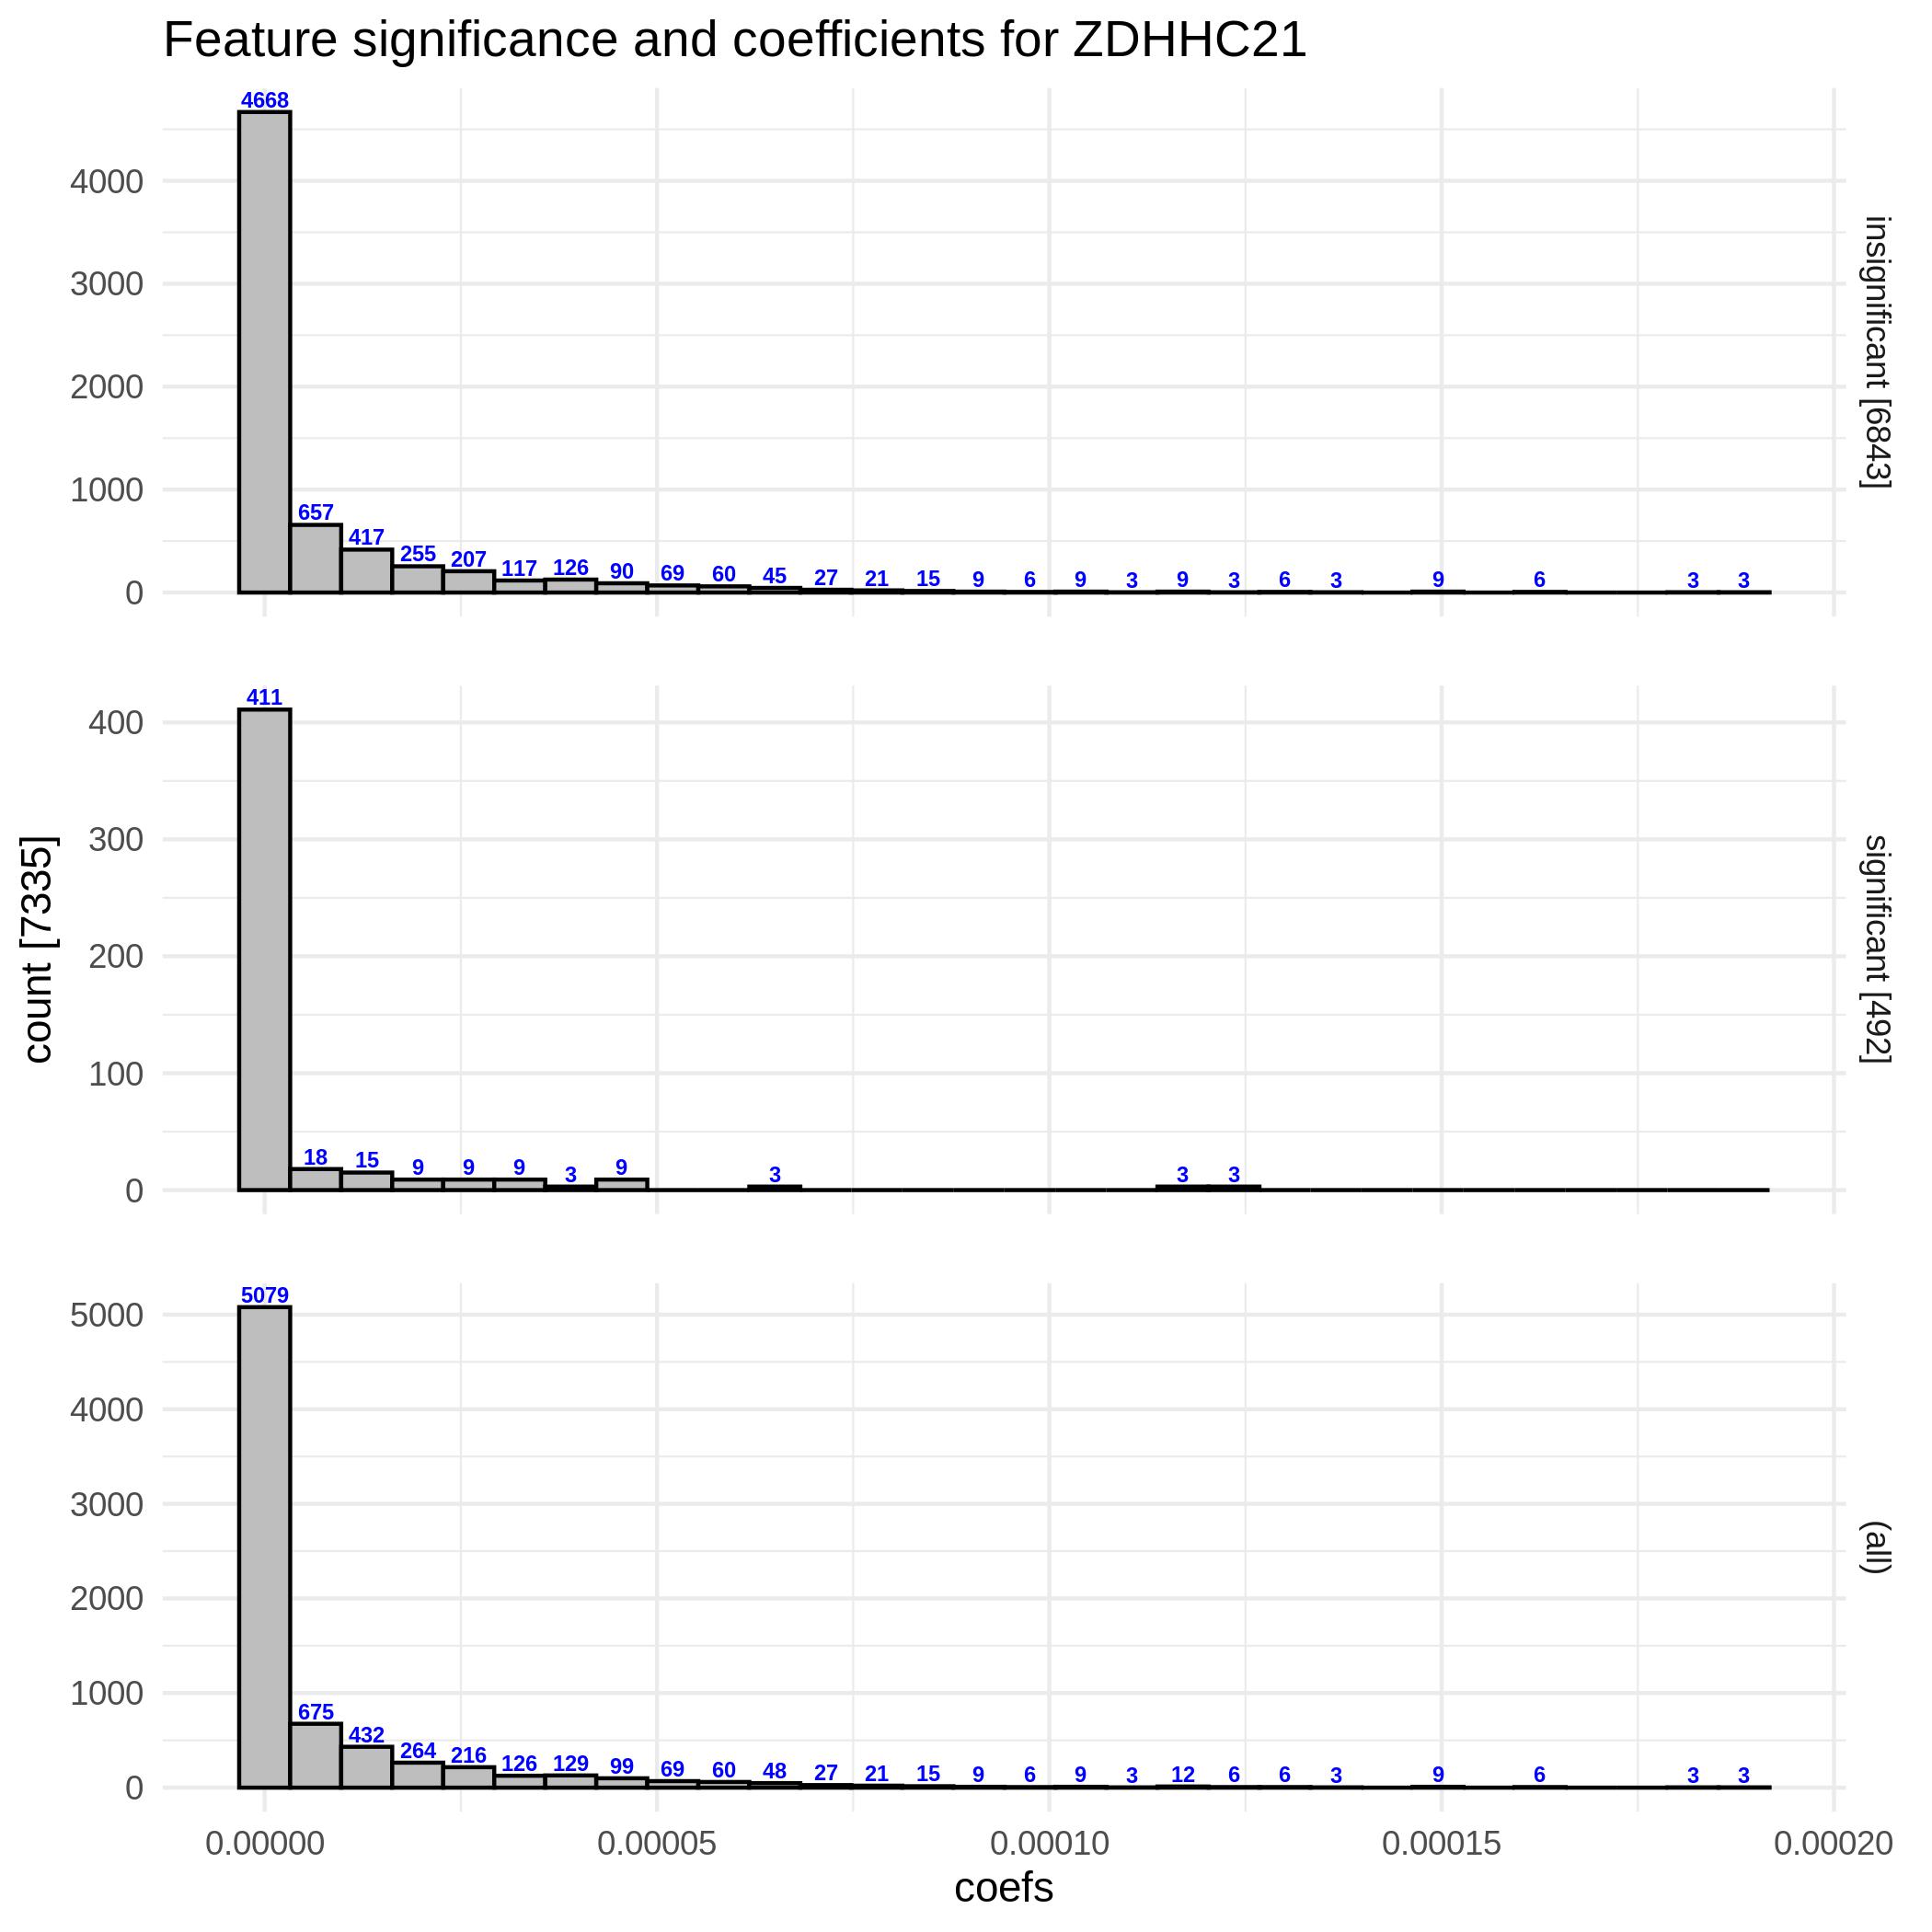 Feature significance and coefficients for ZDHHC21
4668
657 417 255 207 117 126 90 69 60 45 27 21 15 9 6 9 3 9 3 6 3 9 6 3 3
4000
3000
2000
1000
0
insignificant [6843]
411
18 15 9 9 9 3 9 3 3 3
400
300
200
100
0
significant [492]
count [7335]
5079
675 432 264 216 126 129 99 69 60 48 27 21 15 9 6 9 3 12 6 6 3 9 6 3 3
5000
4000
3000
2000
1000
0
(all)
0.00000 0.00005 0.00010 0.00015 0.00020
coefs